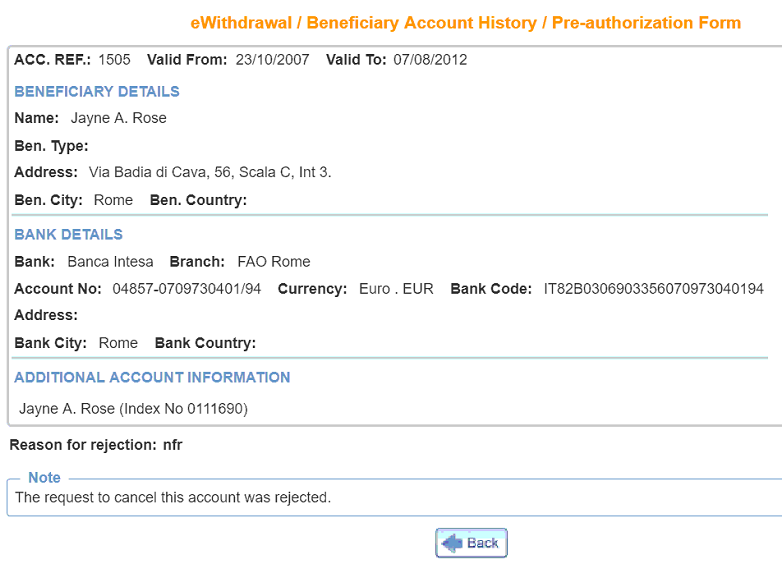 eWithdrawal / Beneficiary Account History / Pre-authorization Form
ACC. REF.: 1505 Valid From: 23/10/2007 Valid To: 07/08/2012
BENEFICIARY DETAILS
Name: Jayne A. Rose
Ben. Type:
Address: Via Badia di Cava, 56, Scala C, Int 3.
Ben. City: Rome Ben. Country:
BANK DETAILS
Bank: Banca Intesa Branch: FAO Rome
Account No: 04857-0709730401/94 Currency: Euro . EUR Bank Code: IT82B0306903356070973040194
Address:
Bank City: Rome Bank Country:
ADDITIONAL ACCOUNT INFORMATION
Jayne A. Rose (Index No 0111690)
Reason for rejection: nfr
Note
The request to cancel this account was rejected.
Back